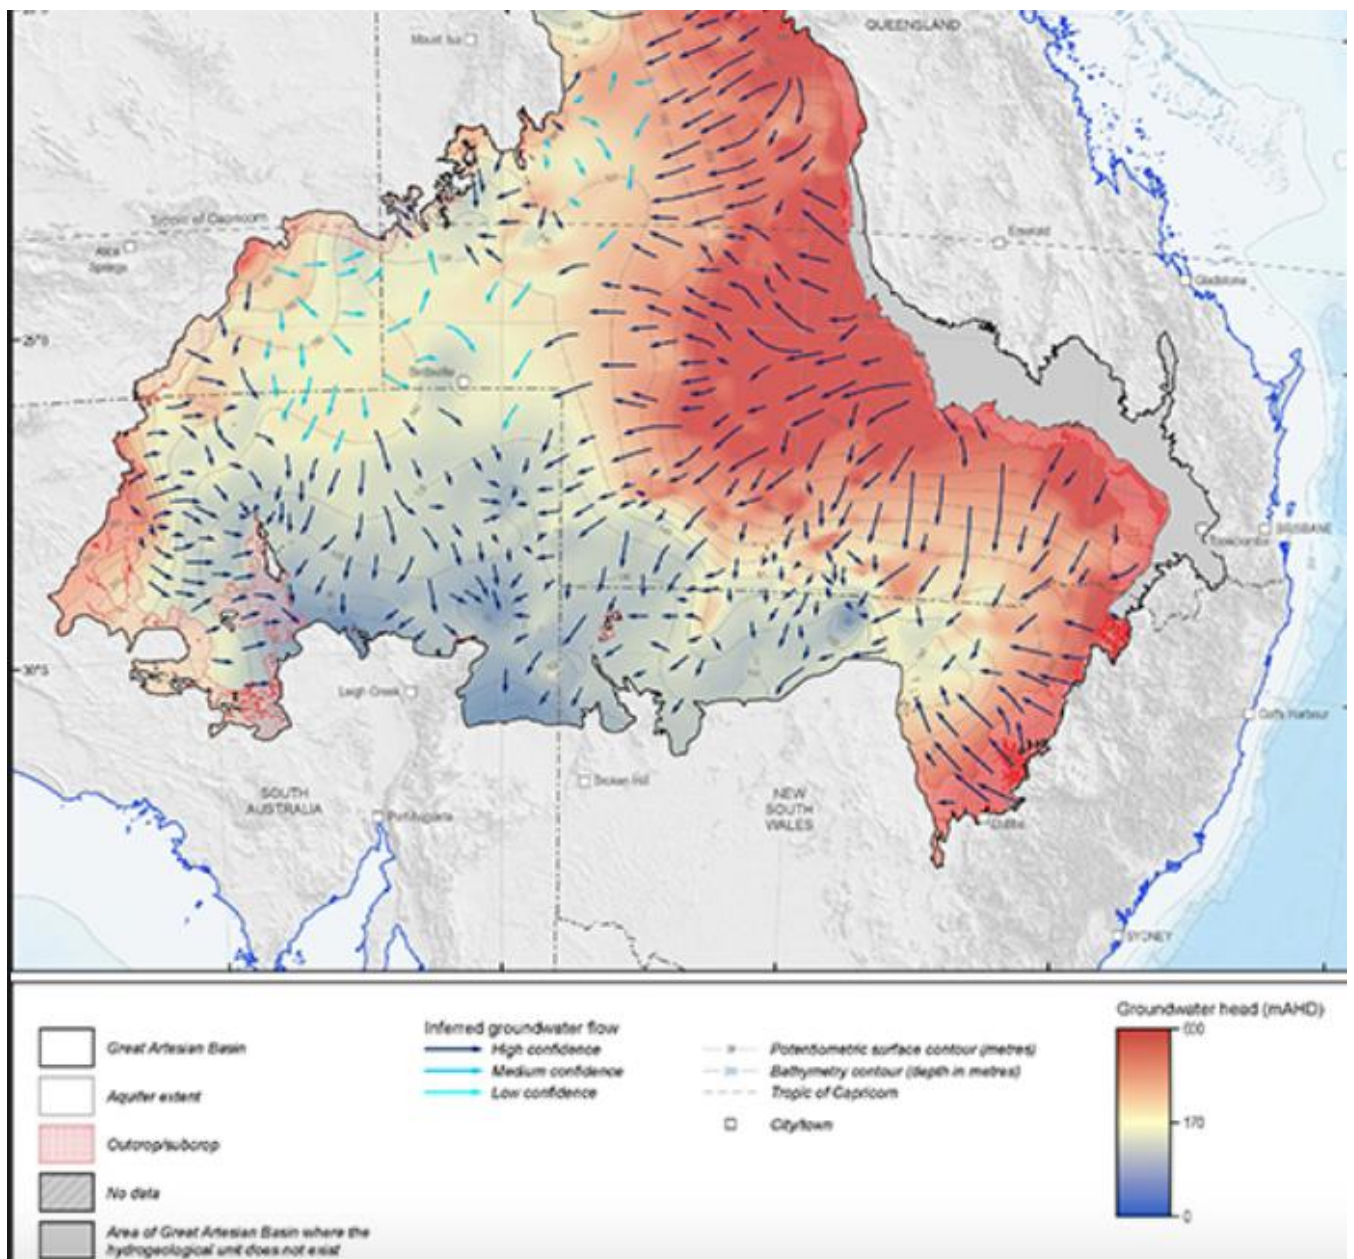 QUEENSLAND
Mount Isa
Tropic of Capricorn
Alice
Springs
Emerald
Gladstone
25°S
Birdsville
BRISBANE
Toowoomba
30°S
Leigh Creek
Coffs Harbour
Broken Hill
SOUTH
AUSTRALIA
NEW
SOUTH
WALES
Port Augusta
Dubbo
SYDNEY
Groundwater head (mAHD)
600
170
0
Great Artesian Basin
Aquifer extent
Outcrop/subcrop
No data
Area of Great Artesian Basin where the
hydrogeological unit does not exist
Inferred groundwater flow
High confidence
Medium confidence
Low confidence
Potentiometric surface contour (metres)
Bathymetry contour (depth in metres)
Tropic of Capricorn
City/town